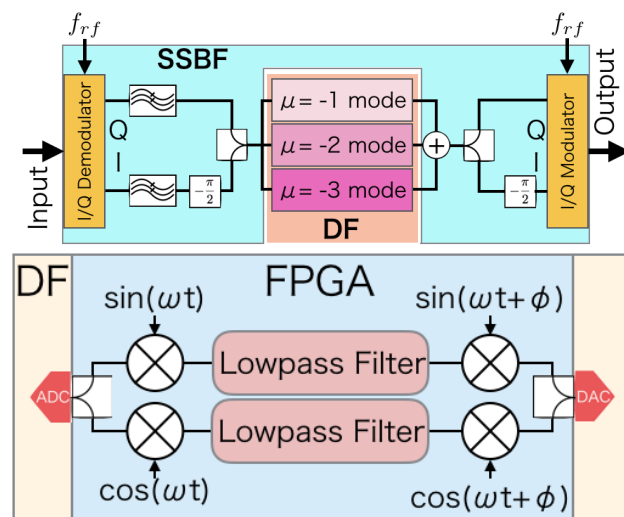 f_rf
f_rf
SSBF
I/Q Demodulator
Q
I
-π/2
μ= -1 mode
μ= -2 mode
μ= -3 mode
DF
+
Q
I
-π/2
I/Q Modulator
Input
Output
DF
FPGA
sin(ωt)
sin(ωt+ϕ)
ADC
Lowpass Filter
Lowpass Filter
DAC
cos(ωt)
cos(ωt+ϕ)